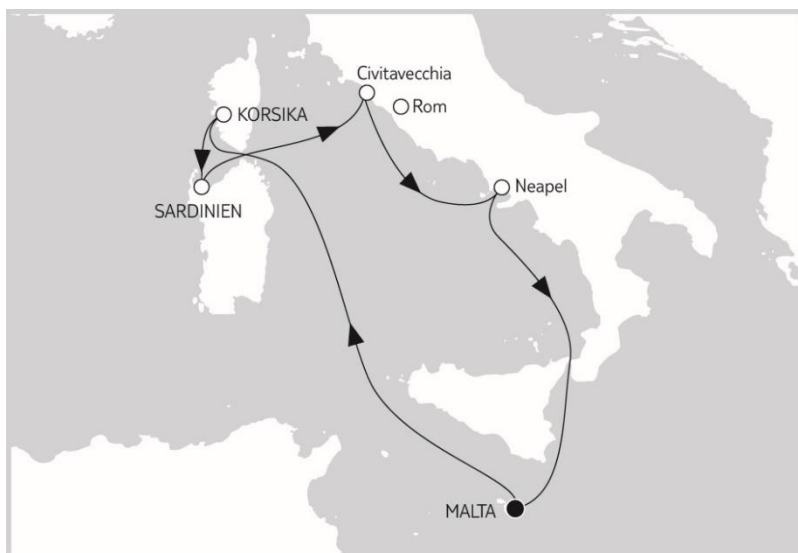 Civitavecchia
Rom
KORSIKA
Neapel
SARDINIEN
MALTA